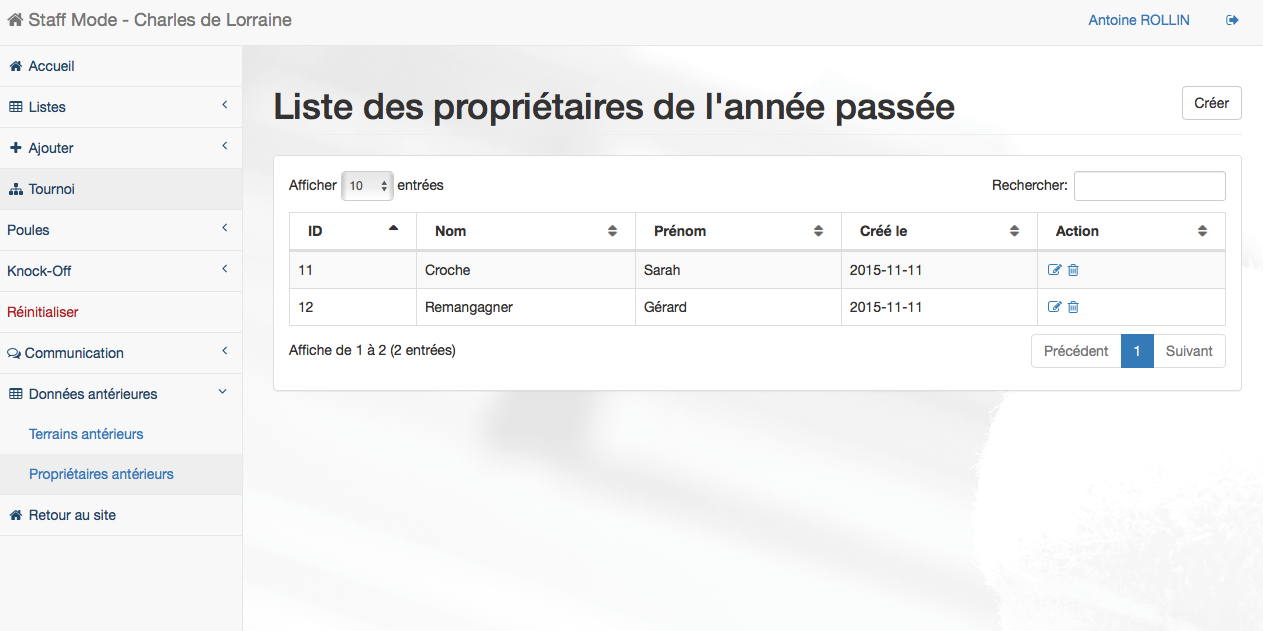 Staff Mode - Charles de Lorraine
Antoine ROLLIN
Accueil
Listes
Ajouter
Tournoi
Poules
Knock-Off
Réinitialiser
Communication
Données antérieures
Terrains antérieurs
Propriétaires antérieurs
Retour au site
Liste des propriétaires de l'année passée
Créer
Afficher 10 entrées
Rechercher:
ID Nom Prénom Créé le Action
11 Croche Sarah 2015-11-11
12 Remangagner Gérard 2015-11-11
Affiche de 1 à 2 (2 entrées)
Précédent 1 Suivant